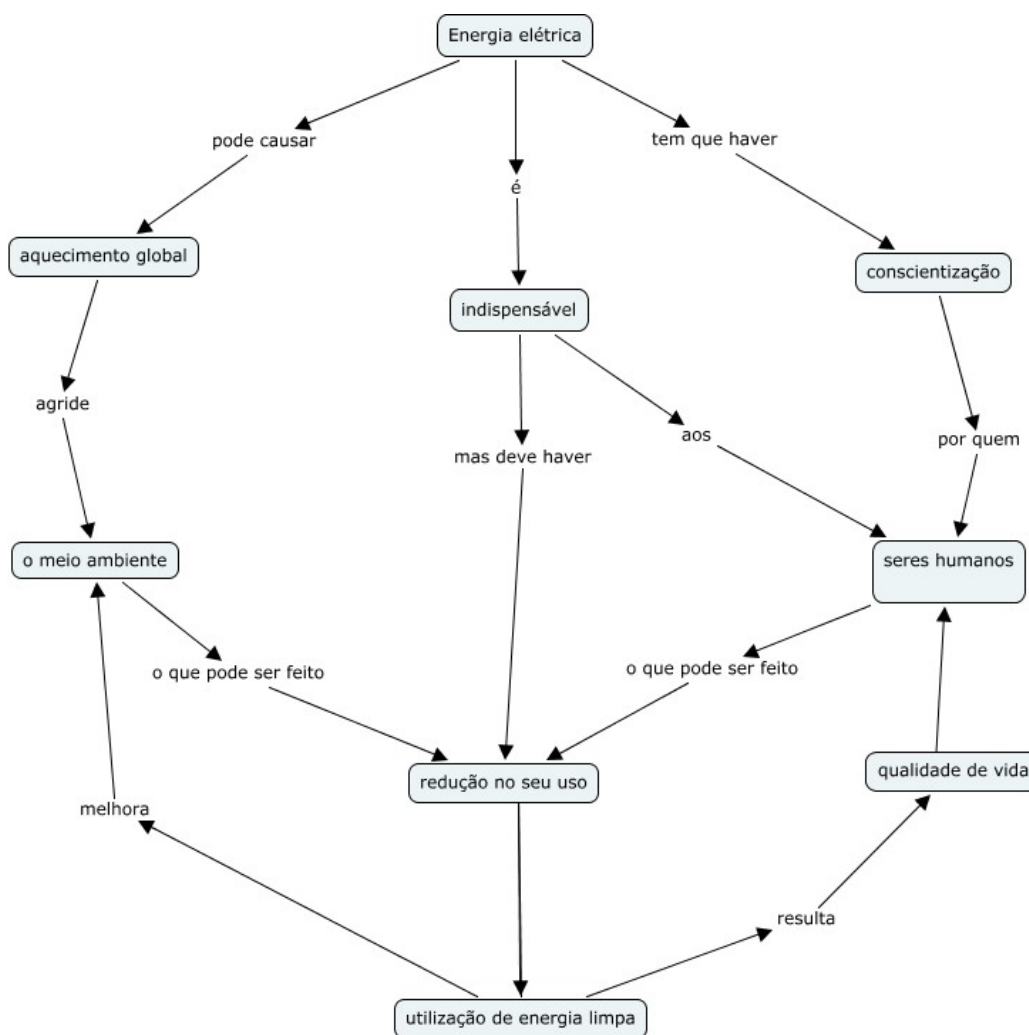 Energia elétrica
pode causar
tem que haver
é
aquecimento global
conscientização
indispensável
agride
aos
por quem
mas deve haver
o meio ambiente
seres humanos
o que pode ser feito
o que pode ser feito
redução no seu uso
qualidade de vida
melhora
resulta
utilização de energia limpa